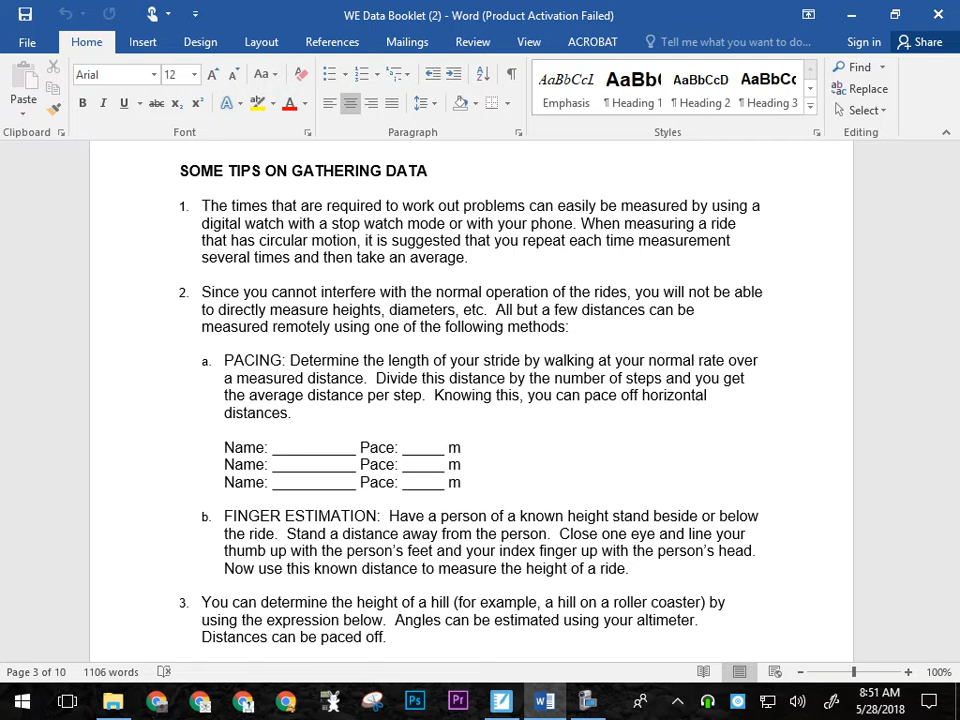 WE Data Booklet (2) - Word (Product Activation Failed)
File Home Insert Design Layout References Mailings Review View ACROBAT Tell me what you want to do... Sign in Share
Arial 12 Aa
Paste
B I U abc X₂ X² A A
AaBbCcL AaBb( AaBbCcD AaBbCc
Emphasis ¶ Heading 1 ¶ Heading 2 ¶ Heading 3
Find
Replace
Select
Clipboard Font Paragraph Styles Editing
SOME TIPS ON GATHERING DATA
1. The times that are required to work out problems can easily be measured by using a
digital watch with a stop watch mode or with your phone. When measuring a ride
that has circular motion, it is suggested that you repeat each time measurement
several times and then take an average.
2. Since you cannot interfere with the normal operation of the rides, you will not be able
to directly measure heights, diameters, etc.  All but a few distances can be
measured remotely using one of the following methods:
a. PACING: Determine the length of your stride by walking at your normal rate over
a measured distance.  Divide this distance by the number of steps and you get
the average distance per step.  Knowing this, you can pace off horizontal
distances.
Name: __________ Pace: _____ m
Name: __________ Pace: _____ m
Name: __________ Pace: _____ m
b. FINGER ESTIMATION:  Have a person of a known height stand beside or below
the ride.  Stand a distance away from the person.  Close one eye and line your
thumb up with the person's feet and your index finger up with the person's head.
Now use this known distance to measure the height of a ride.
3. You can determine the height of a hill (for example, a hill on a roller coaster) by
using the expression below.  Angles can be estimated using your altimeter.
Distances can be paced off.
Page 3 of 10 1106 words 100%
Ps Pr
8:51 AM
5/28/2018